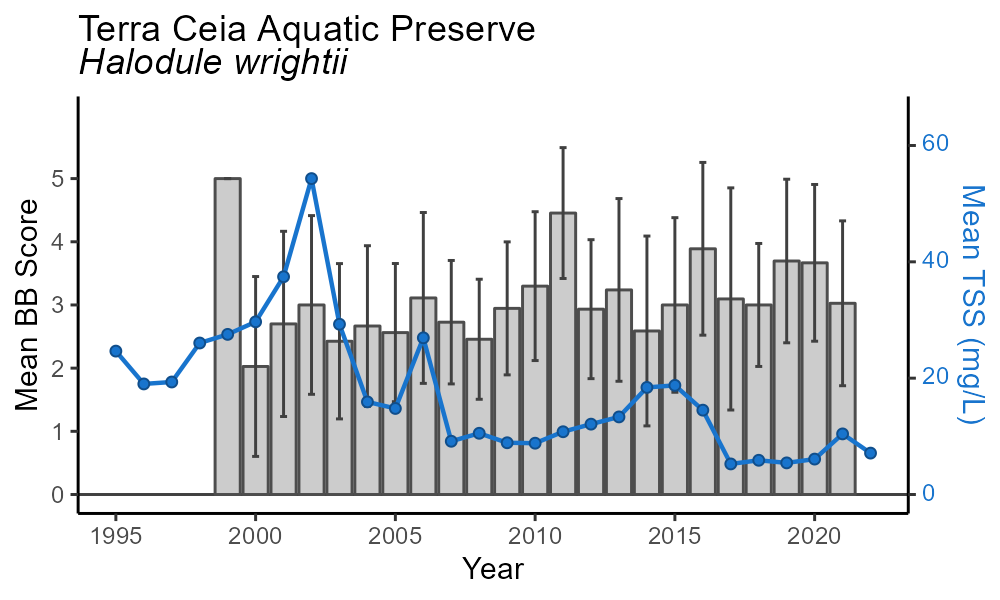 Terra Ceia Aquatic Preserve
Halodule wrightii
Mean BB Score
5
4
3
2
1
0
60
40
20
0
Mean TSS (mg/L)
1995 2000 2005 2010 2015 2020
Year